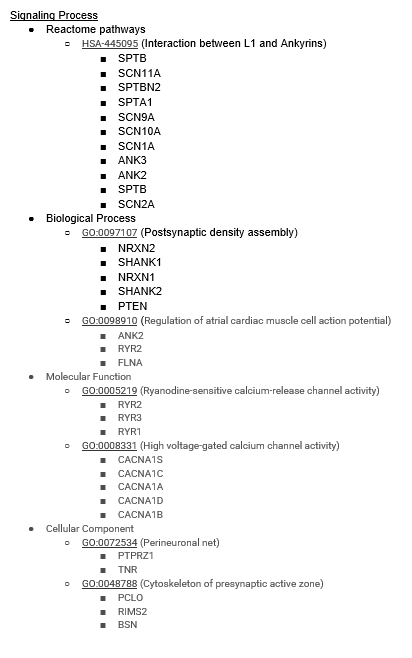 Signaling Process
● Reactome pathways
○ HSA-445095 (Interaction between L1 and Ankyrins)
■ SPTB
■ SCN11A
■ SPTBN2
■ SPTA1
■ SCN9A
■ SCN10A
■ SCN1A
■ ANK3
■ ANK2
■ SPTB
■ SCN2A
● Biological Process
○ GO:0097107 (Postsynaptic density assembly)
■ NRXN2
■ SHANK1
■ NRXN1
■ SHANK2
■ PTEN
○ GO:0098910 (Regulation of atrial cardiac muscle cell action potential)
■ ANK2
■ RYR2
■ FLNA
● Molecular Function
○ GO:0005219 (Ryanodine-sensitive calcium-release channel activity)
■ RYR2
■ RYR3
■ RYR1
○ GO:0008331 (High voltage-gated calcium channel activity)
■ CACNA1S
■ CACNA1C
■ CACNA1A
■ CACNA1D
■ CACNA1B
● Cellular Component
○ GO:0072534 (Perineuronal net)
■ PTPRZ1
■ TNR
○ GO:0048788 (Cytoskeleton of presynaptic active zone)
■ PCLO
■ RIMS2
■ BSN